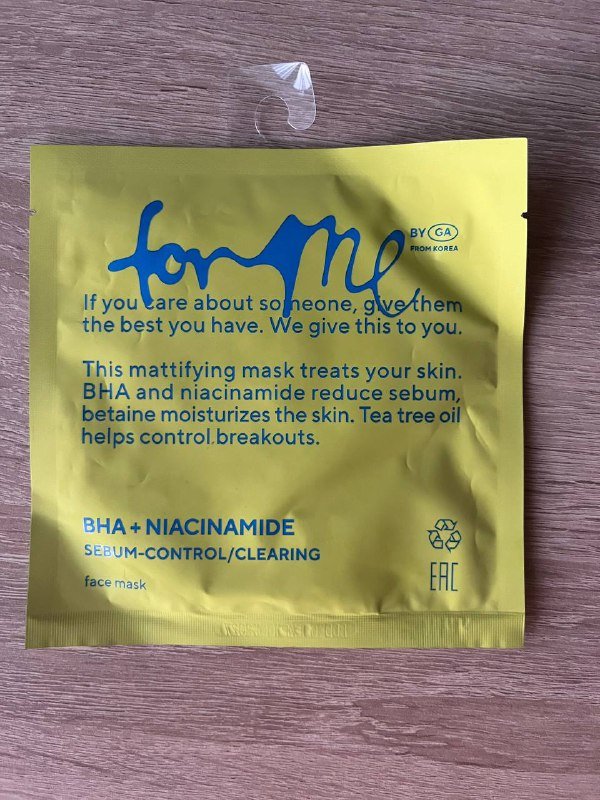 for me
BY GA
FROM KOREA
If you care about someone, give them
the best you have. We give this to you.
This mattifying mask treats your skin.
BHA and niacinamide reduce sebum,
betaine moisturizes the skin. Tea tree oil
helps control breakouts.
BHA + NIACINAMIDE
SEBUM-CONTROL/CLEARING
face mask
EAC